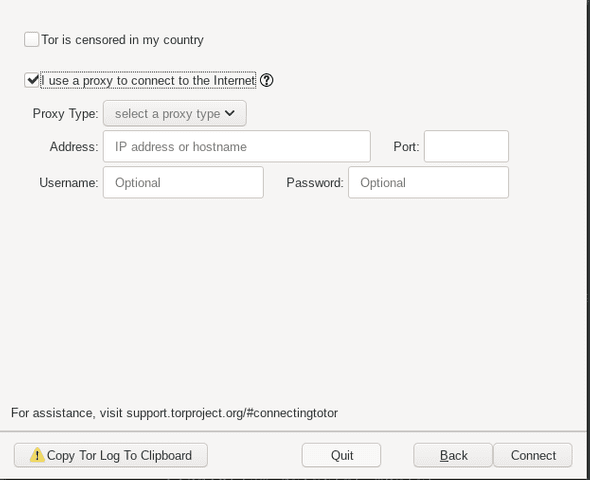 Tor is censored in my country
I use a proxy to connect to the Internet ?
Proxy Type: select a proxy type
Address: IP address or hostname Port:
Username: Optional Password: Optional
For assistance, visit support.torproject.org/#connectingtotor
Copy Tor Log To Clipboard Quit Back Connect